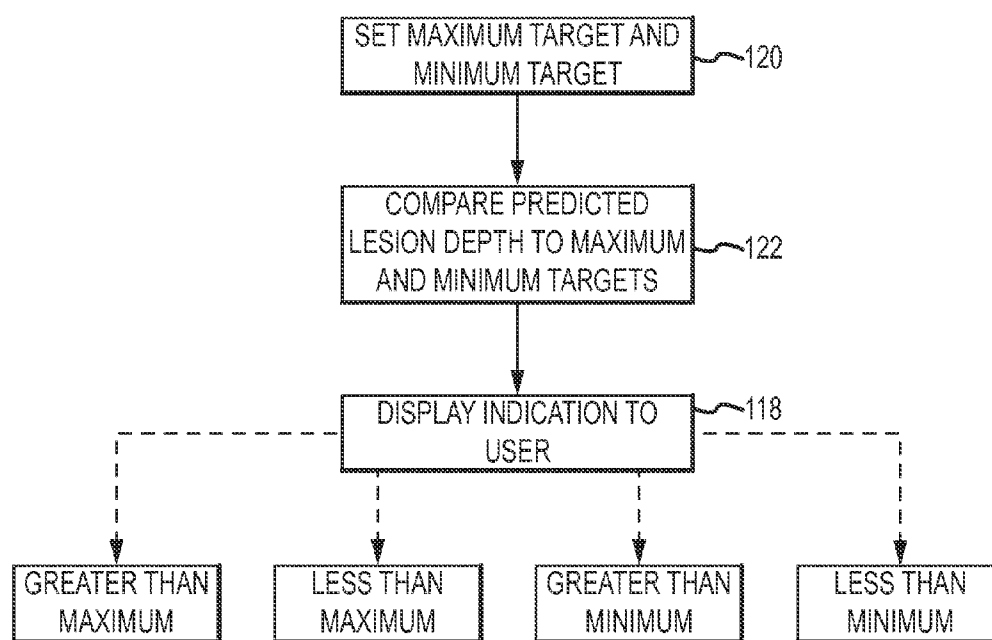 SET MAXIMUM TARGET AND
MINIMUM TARGET
120
COMPARE PREDICTED
LESION DEPTH TO MAXIMUM
AND MINIMUM TARGETS
122
DISPLAY INDICATION TO
USER
118
GREATER THAN
MAXIMUM
LESS THAN
MAXIMUM
GREATER THAN
MINIMUM
LESS THAN
MINIMUM